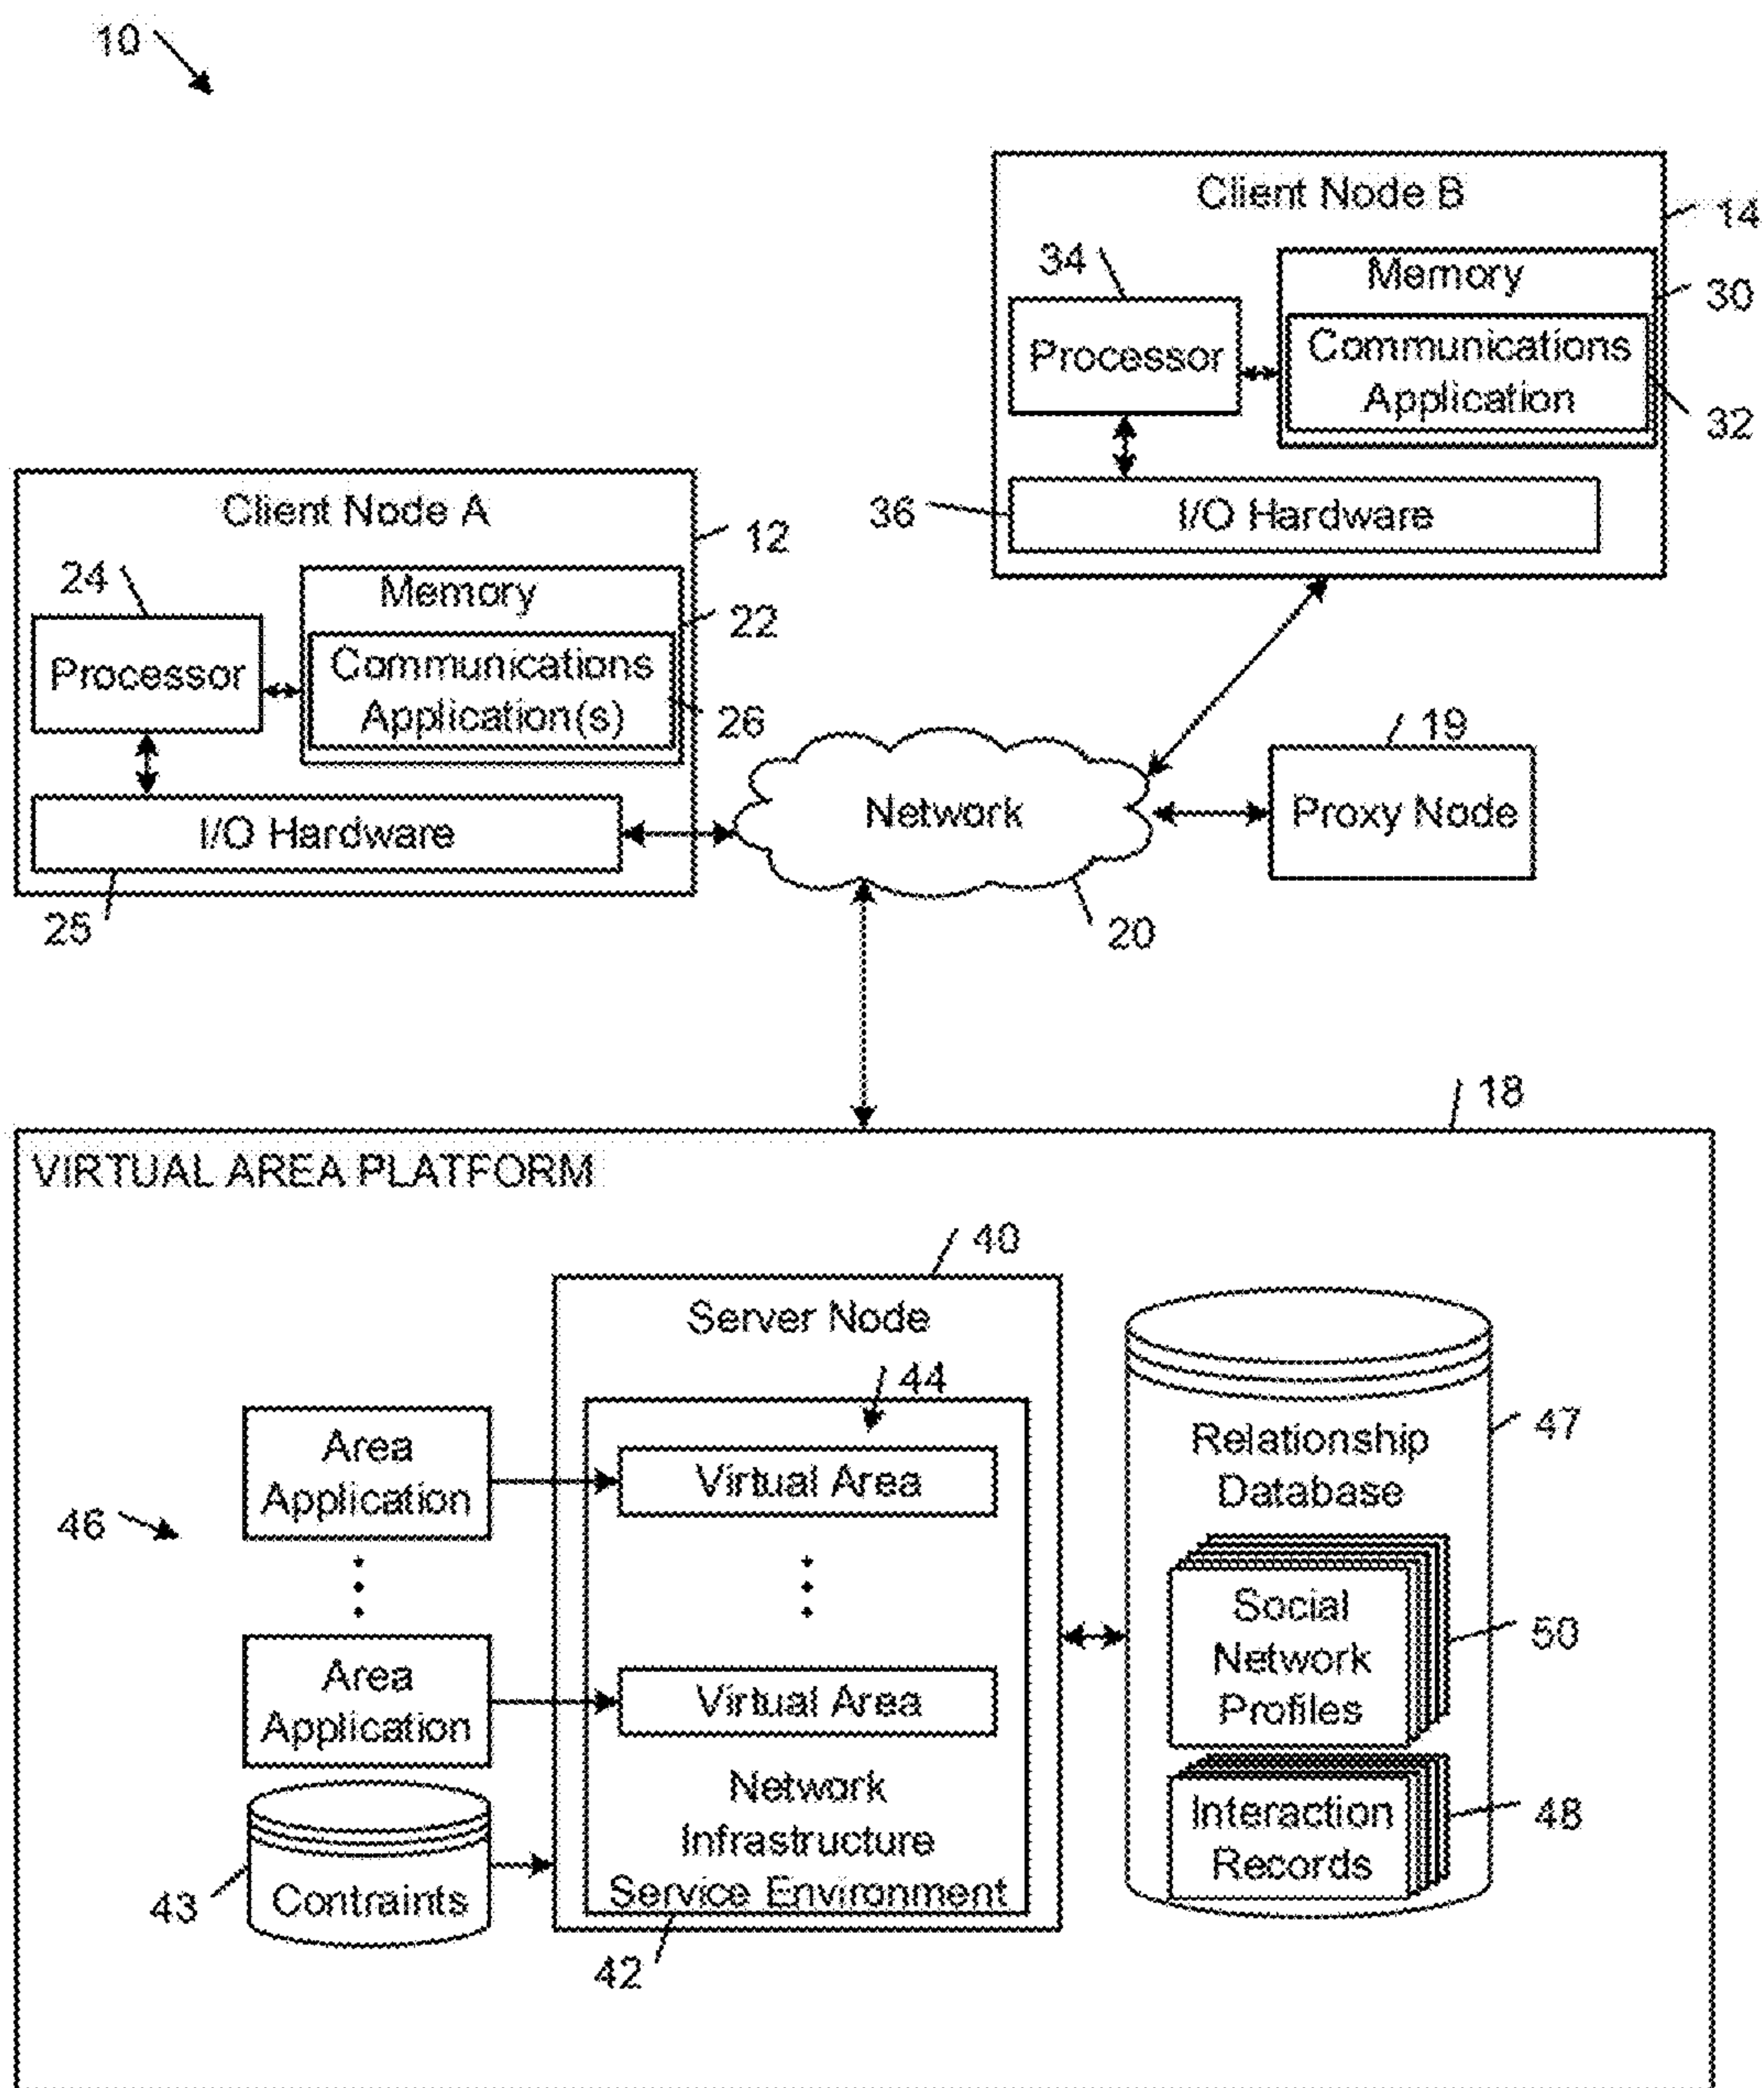 10
Client Node B
14
34
Memory
30
Processor
Communications
Application
32
36
I/O Hardware
Client Node A
12
24
Memory
22
Processor
Communications
Application(s)
26
I/O Hardware
25
Network
20
19
Proxy Node
18
VIRTUAL AREA PLATFORM
40
Server Node
44
Area
Application
Virtual Area
46
Area
Application
Virtual Area
Network
Infrastructure
Service Environment
42
43
Contraints
47
Relationship
Database
Social
Network
Profiles
50
Interaction
Records
48